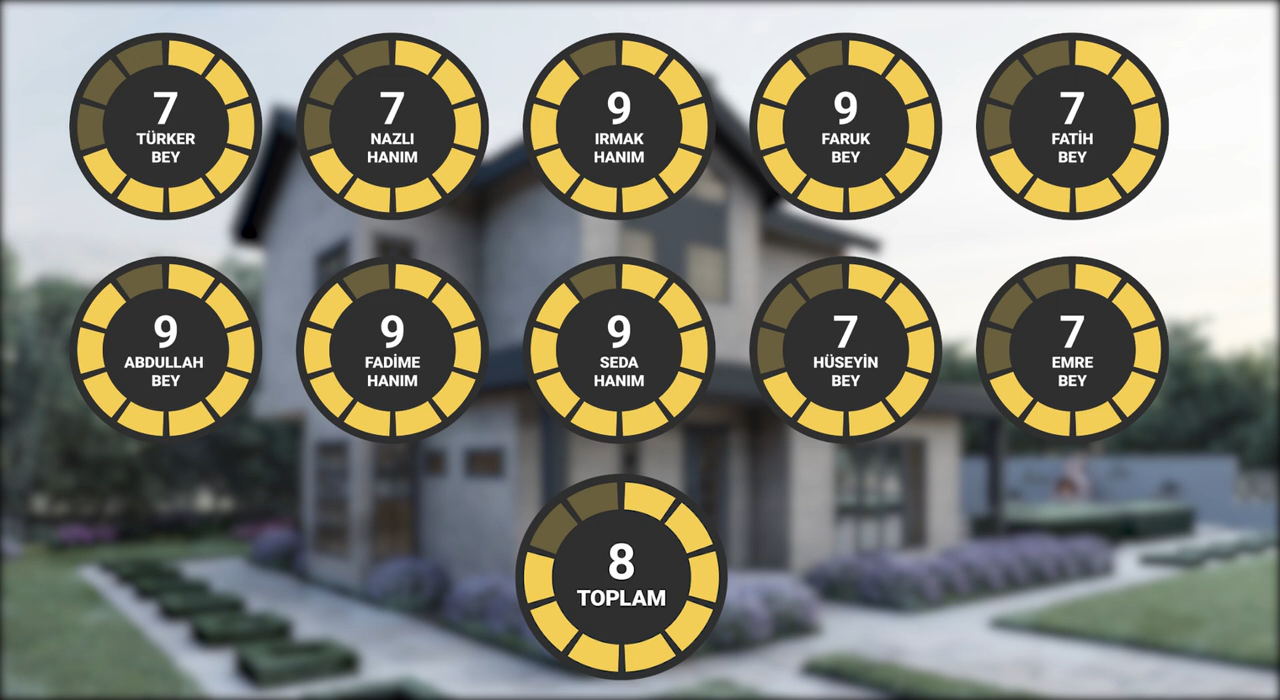 7
TÜRKER
BEY
7
NAZLI
HANIM
9
IRMAK
HANIM
9
FARUK
BEY
7
FATİH
BEY
9
ABDULLAH
BEY
9
FADİME
HANIM
9
SEDA
HANIM
7
HÜSEYİN
BEY
7
EMRE
BEY
8
TOPLAM